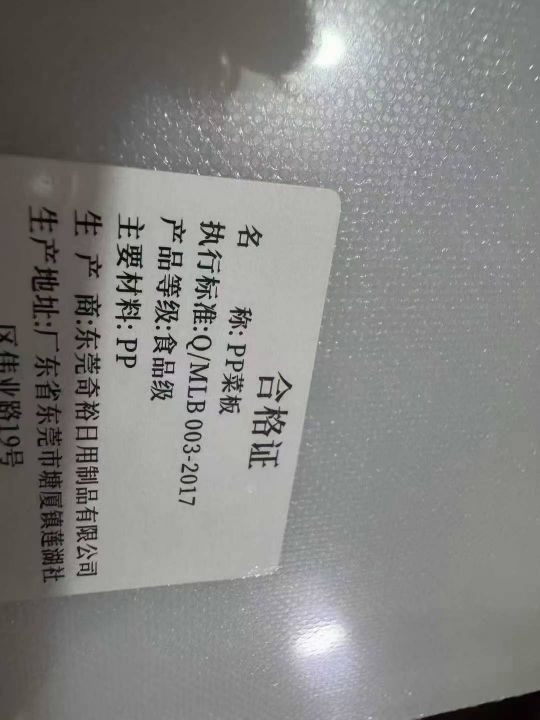 合格证
名 称:PP菜板
执行标准:Q/MLB 003-2017
产品等级:食品级
主要材料:PP
生 产 商:东莞奇裕日用制品有限公司
生产地址:广东省东莞市塘厦镇莲湖社
区伟业路19号